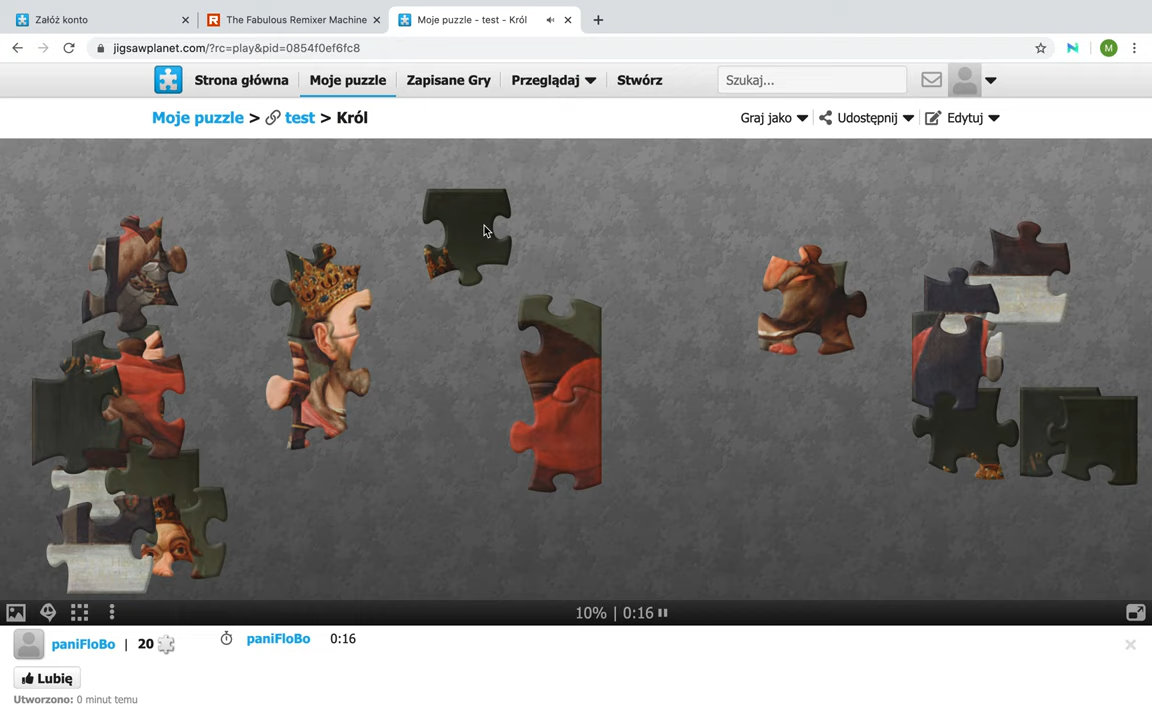 Załóż konto
The Fabulous Remixer Machine
Moje puzzle - test - Król
jigsawplanet.com/?rc=play&pid=0854f0ef6fc8
M
Strona główna
Moje puzzle
Zapisane Gry
Przeglądaj
Stwórz
Szukaj...
Moje puzzle > test > Król
Graj jako
Udostępnij
Edytuj
10% | 0:16
paniFloBo | 20
paniFloBo 0:16
Lubię
Utworzono: 0 minut temu